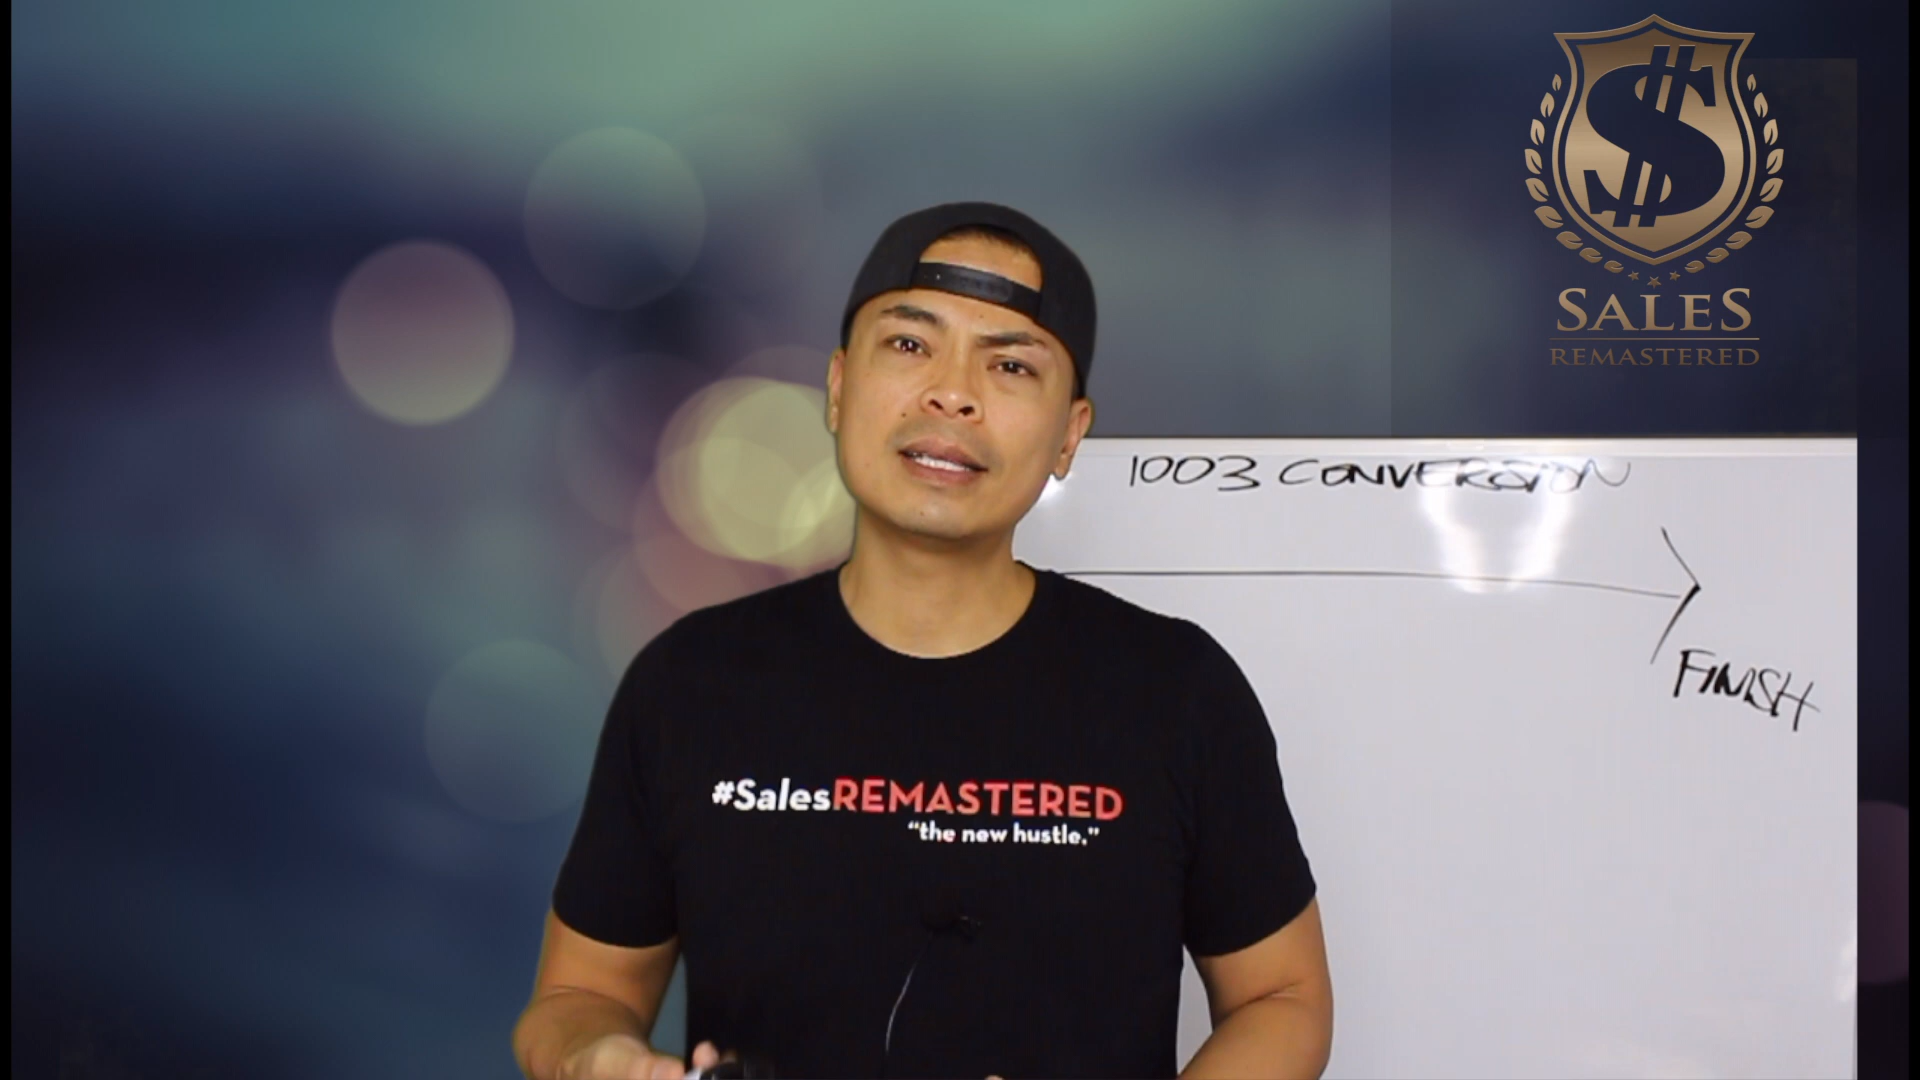 SALES
REMASTERED
1003 CONVERSION
FINISH
#SalesREMASTERED
"the new hustle."